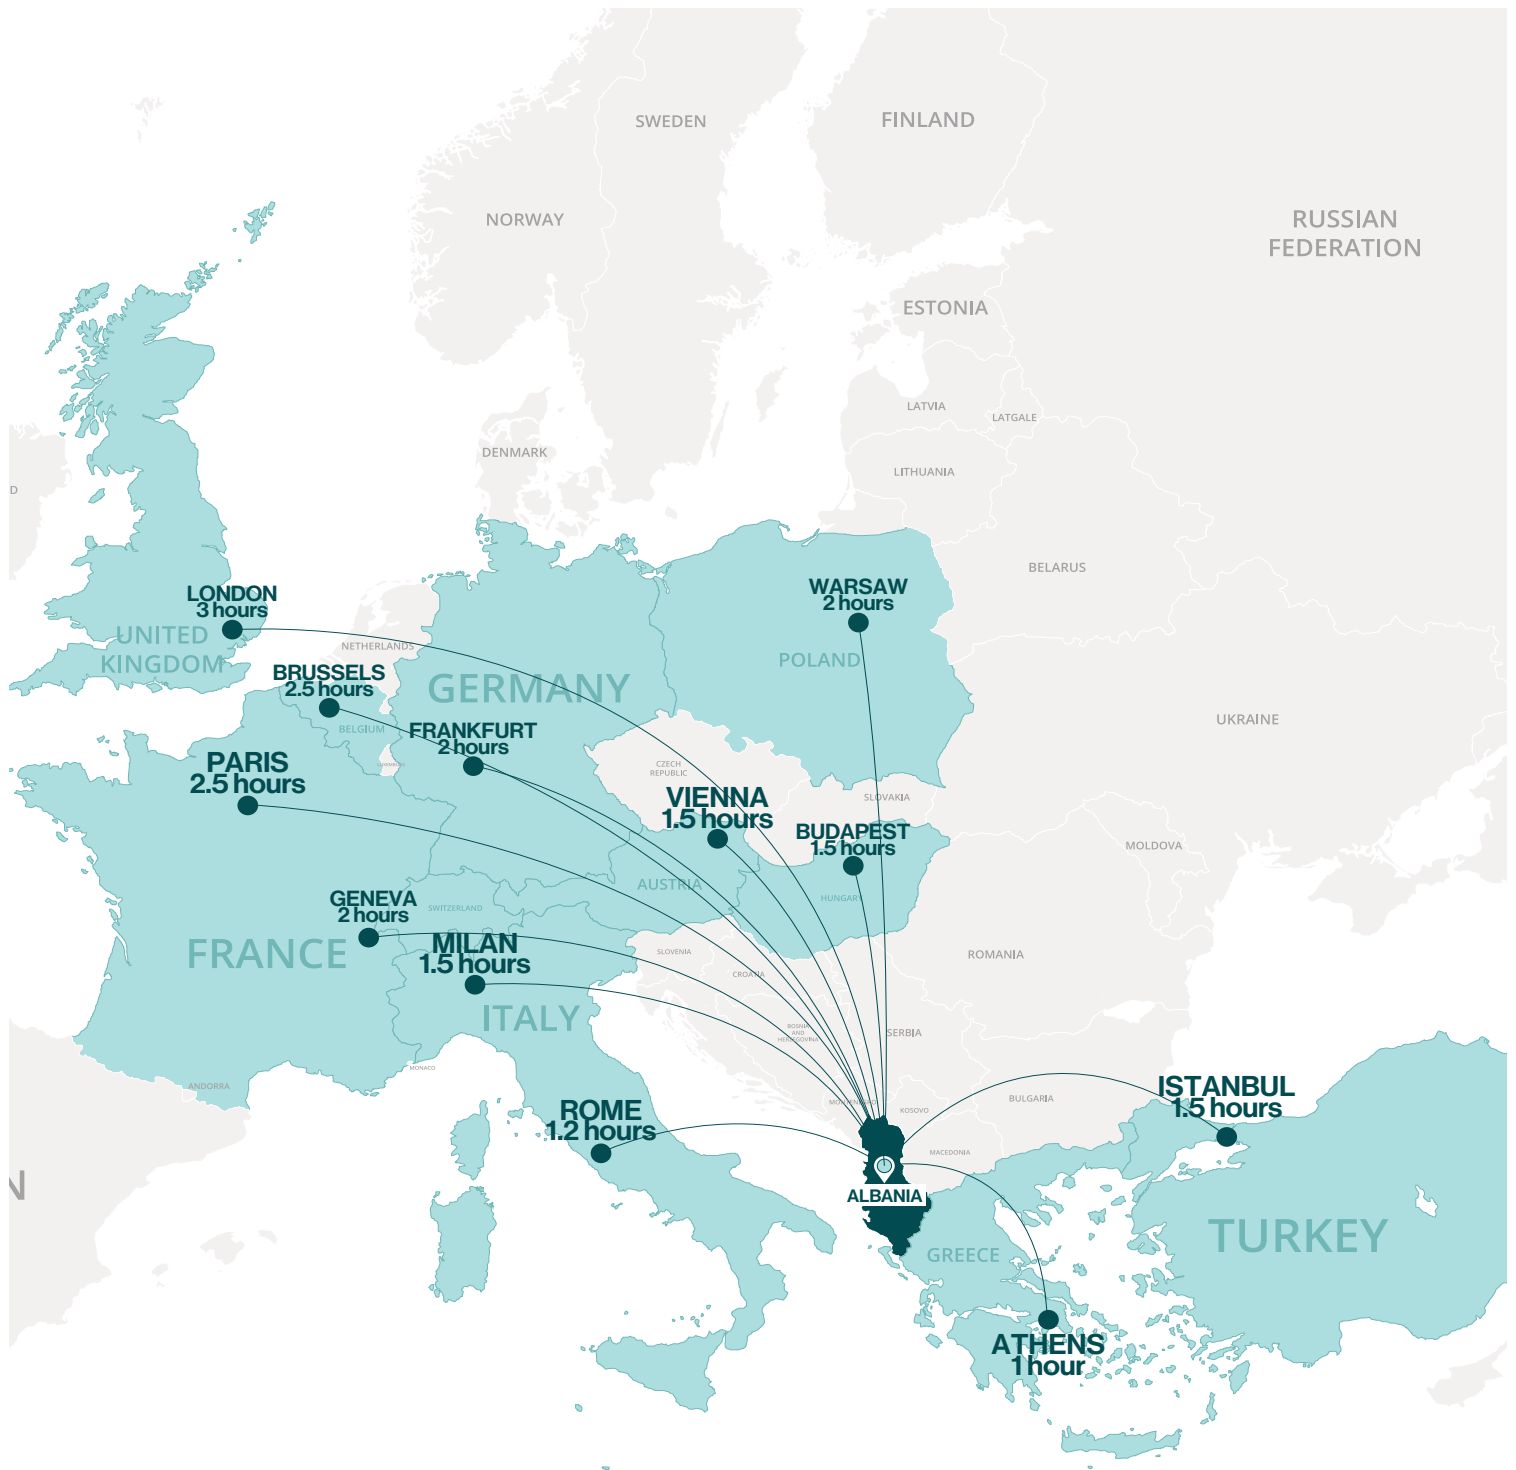 SWEDEN
FINLAND
NORWAY
RUSSIAN
FEDERATION
ESTONIA
LATVIA
LATGALE
DENMARK
LITHUANIA
D
BELARUS
LONDON
3 hours
WARSAW
2 hours
UNITED
KINGDOM
NETHERLANDS
POLAND
BRUSSELS
2.5 hours
GERMANY
BELGIUM
FRANKFURT
2 hours
UKRAINE
PARIS
2.5 hours
LUXEMBURG
CZECH
REPUBLIC
VIENNA
1.5 hours
SLOVAKIA
BUDAPEST
1.5 hours
MOLDOVA
AUSTRIA
HUNGARY
GENEVA
2 hours
SWITZERLAND
FRANCE
MILAN
1.5 hours
SLOVENIA
CROATIA
ROMANIA
ITALY
BOSNIA
AND
HERZEGOVINA
SERBIA
MONACO
ANDORRA
ROME
1.2 hours
MONTENEGRO
KOSOVO
BULGARIA
ISTANBUL
1.5 hours
MACEDONIA
N
ALBANIA
GREECE
TURKEY
ATHENS
1 hour